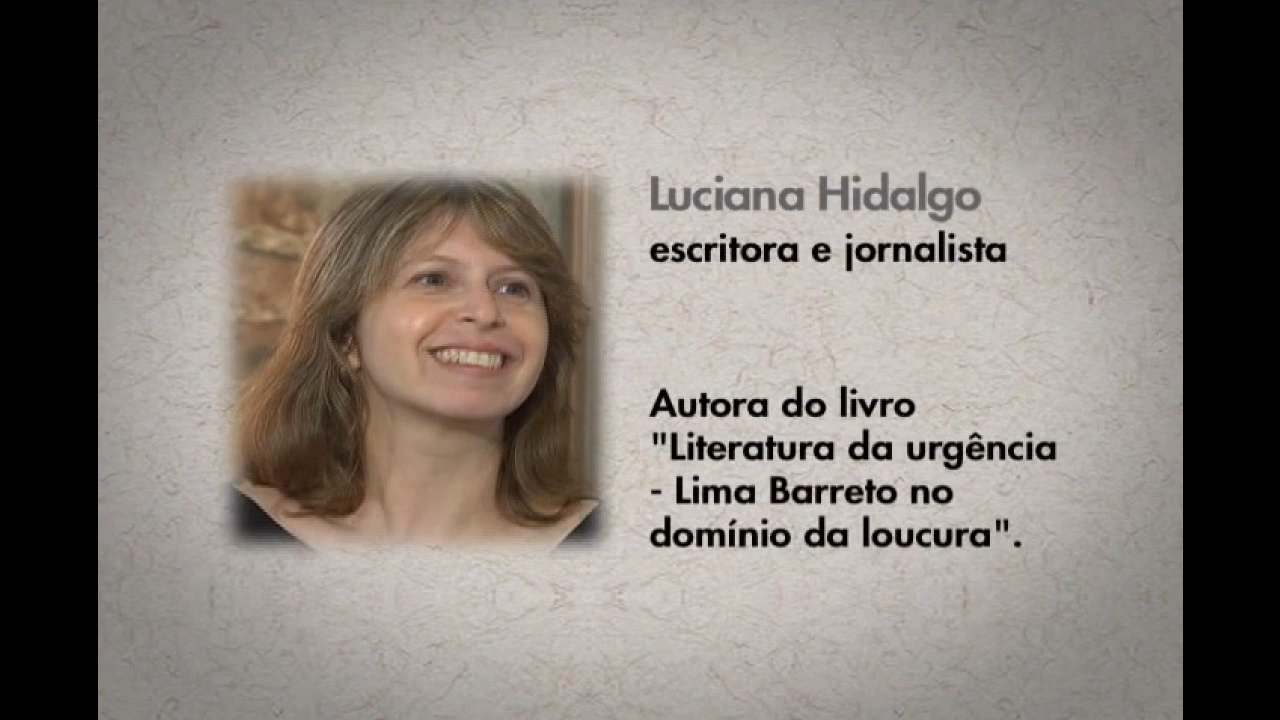 Luciana Hidalgo
escritora e jornalista
Autora do livro
"Literatura da urgência
- Lima Barreto no
domínio da loucura".